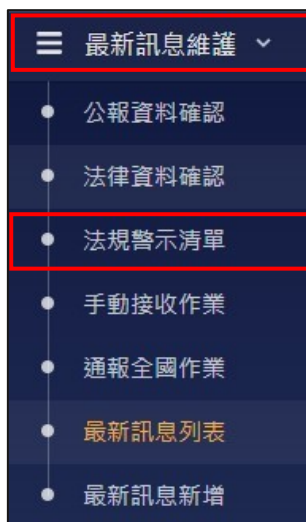 最新訊息維護
公報資料確認
法律資料確認
法規警示清單
手動接收作業
通報全國作業
最新訊息列表
最新訊息新增